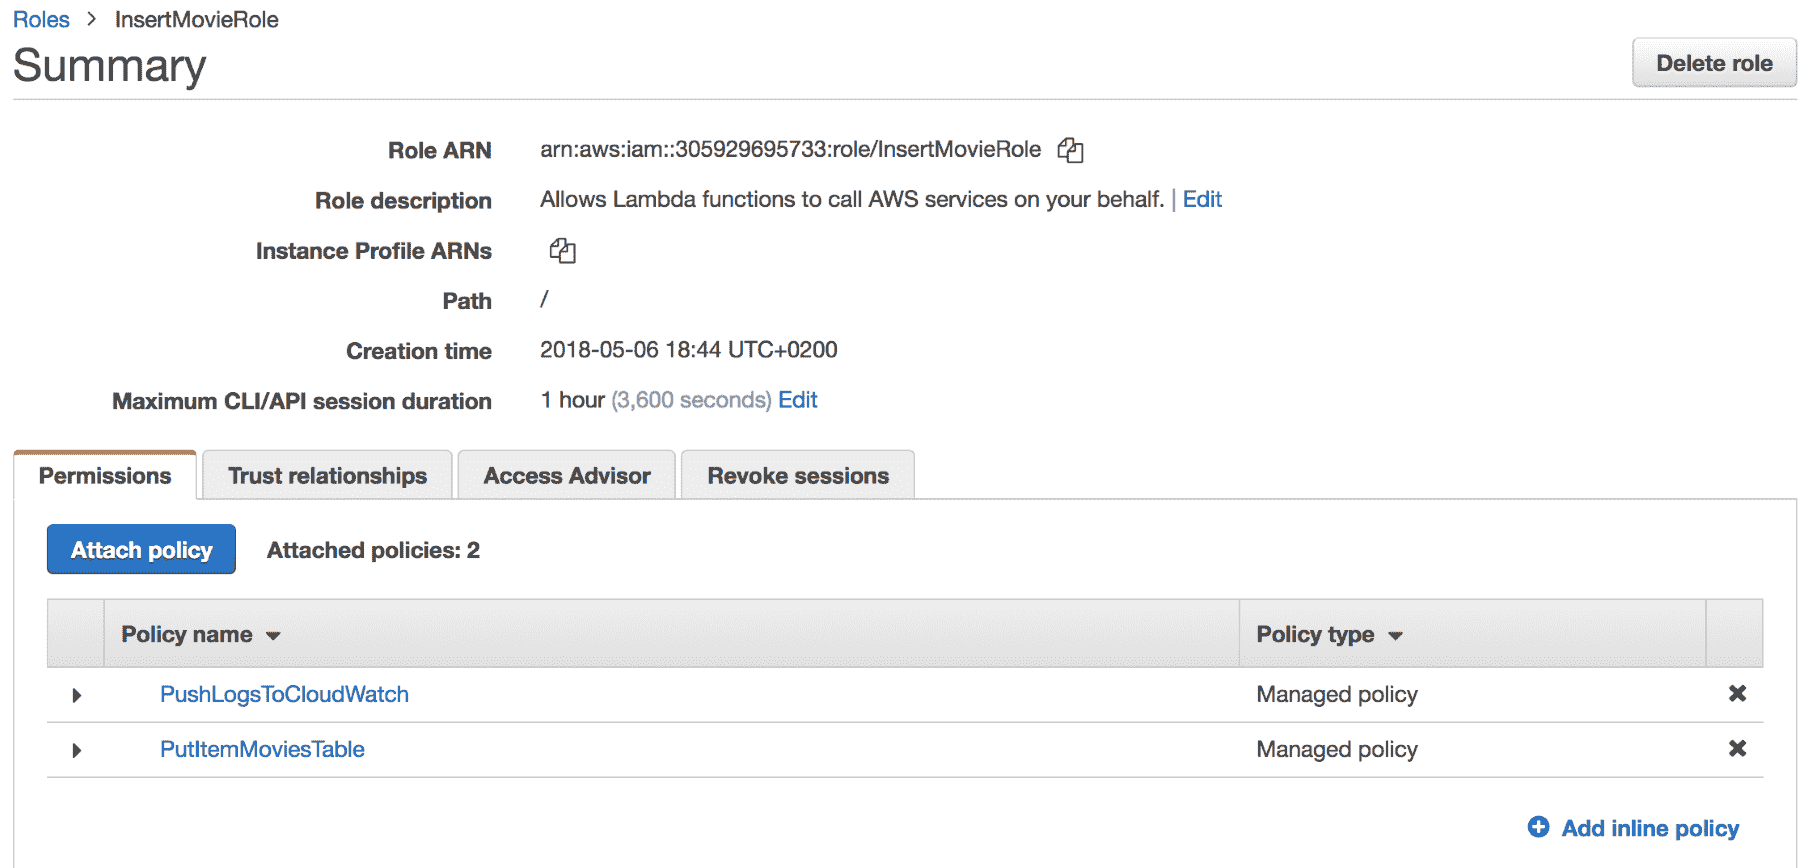 Roles > InsertMovieRole
Summary
Delete role
Role ARN arn:aws:iam::305929695733:role/InsertMovieRole
Role description Allows Lambda functions to call AWS services on your behalf. | Edit
Instance Profile ARNs
Path /
Creation time 2018-05-06 18:44 UTC+0200
Maximum CLI/API session duration 1 hour (3,600 seconds) Edit
Permissions Trust relationships Access Advisor Revoke sessions
Attach policy Attached policies: 2
Policy name Policy type
PushLogsToCloudWatch Managed policy
PutItemMoviesTable Managed policy
Add inline policy